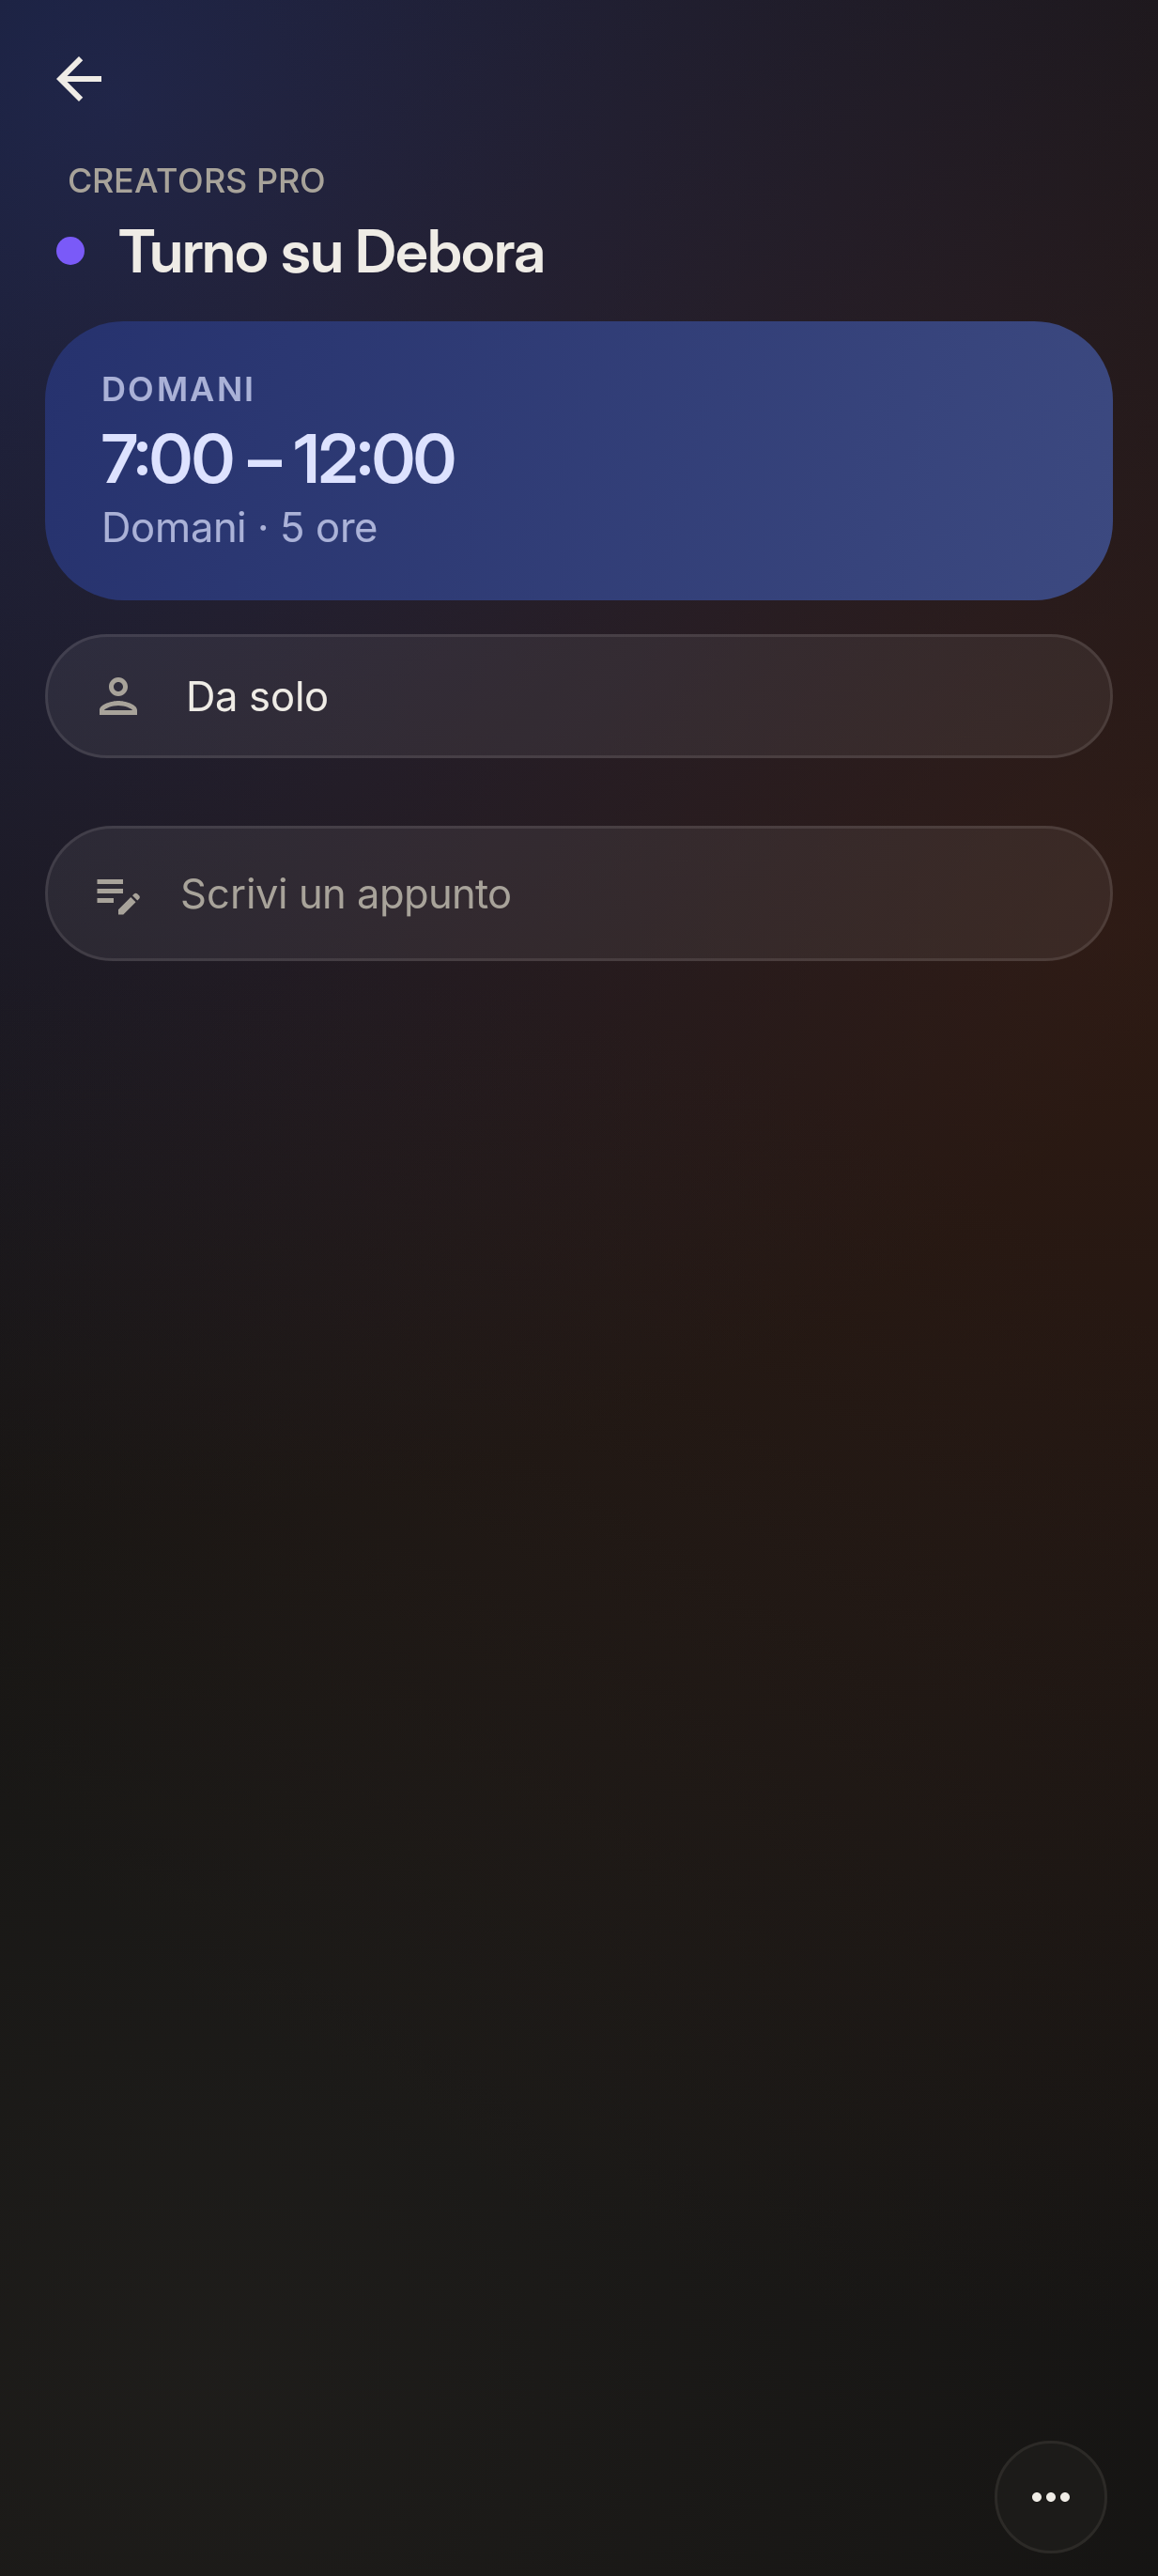 CREATORS PRO
Turno su Debora
DOMANI
7:00 – 12:00
Domani · 5 ore
Da solo
Scrivi un appunto